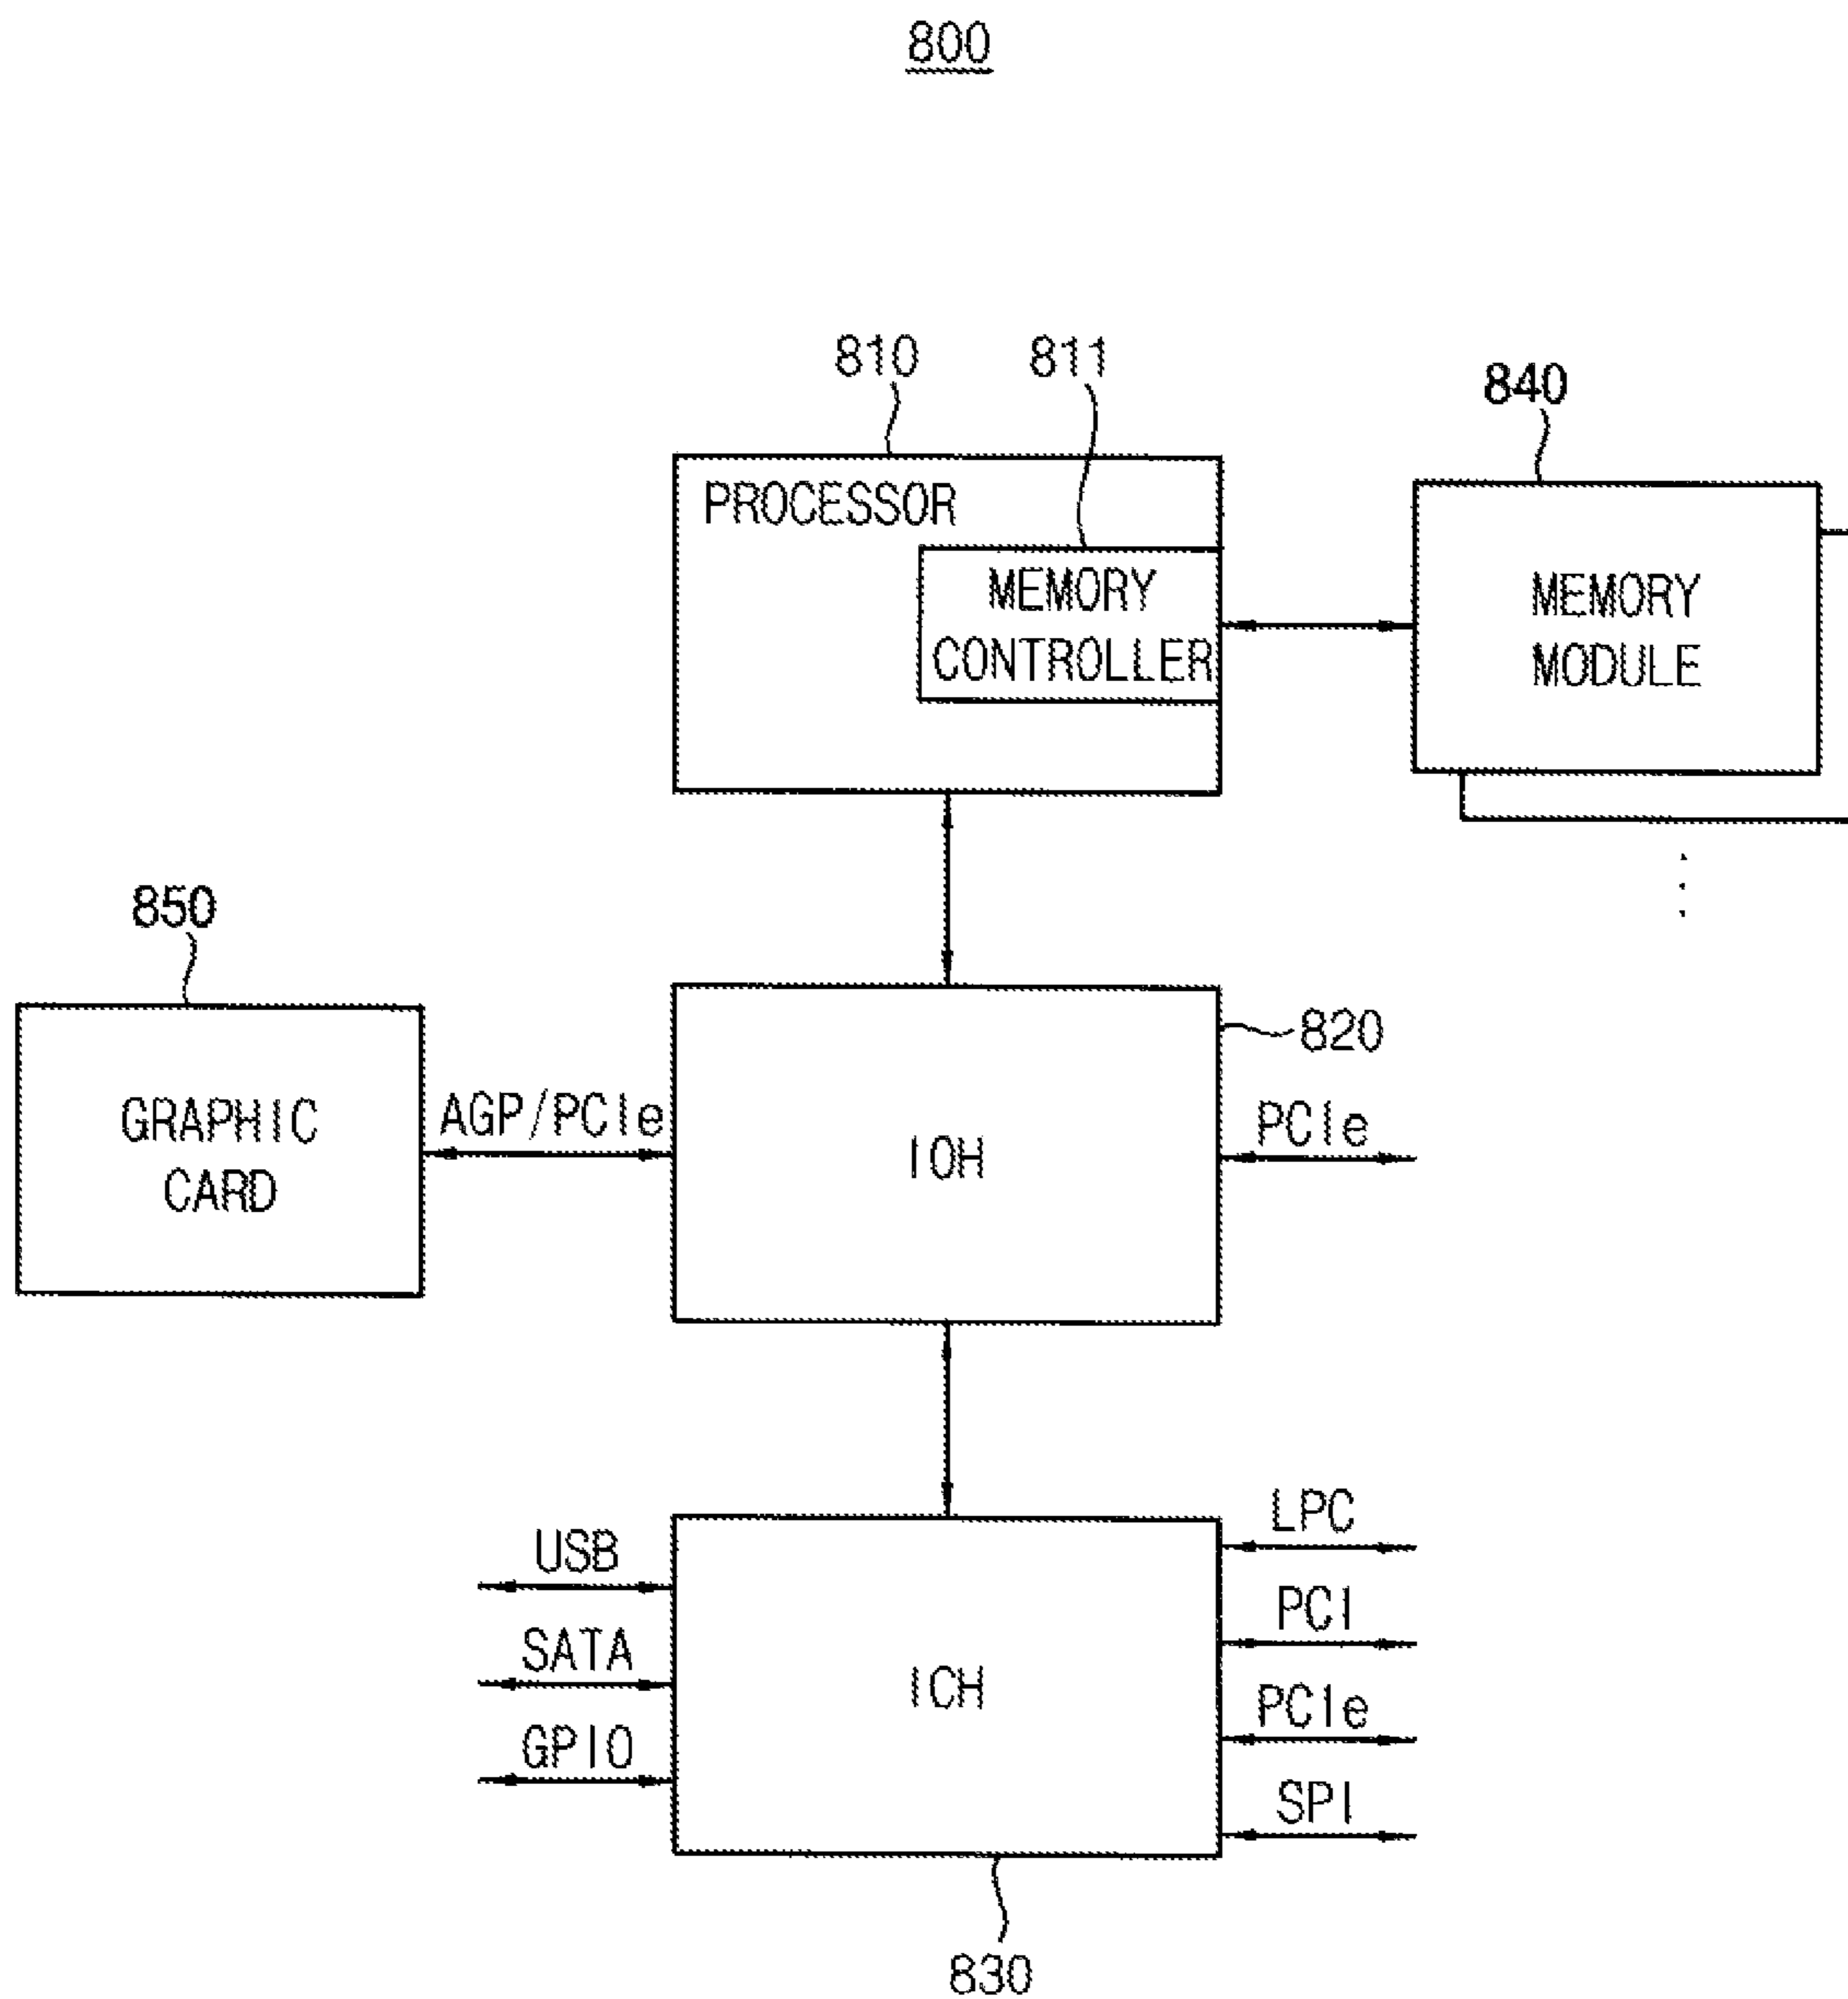 800
810
811
840
PROCESSOR
MEMORY
CONTROLLER
MEMORY
MODULE
850
820
GRAPHIC
CARD
AGP/PCIe
IOH
PCIe
USB
SATA
GPIO
ICH
LPC
PCI
PCIe
SPI
830